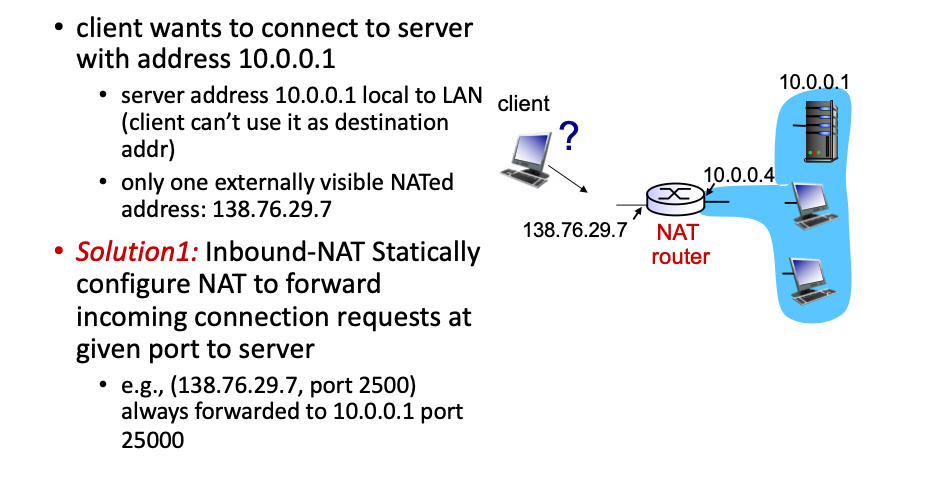 • client wants to connect to server
with address 10.0.0.1
• server address 10.0.0.1 local to LAN
(client can’t use it as destination
addr)
• only one externally visible NATed
address: 138.76.29.7
• Solution1: Inbound-NAT Statically
configure NAT to forward
incoming connection requests at
given port to server
• e.g., (138.76.29.7, port 2500)
always forwarded to 10.0.0.1 port
25000
10.0.0.1
client
?
10.0.0.4
138.76.29.7
NAT
router